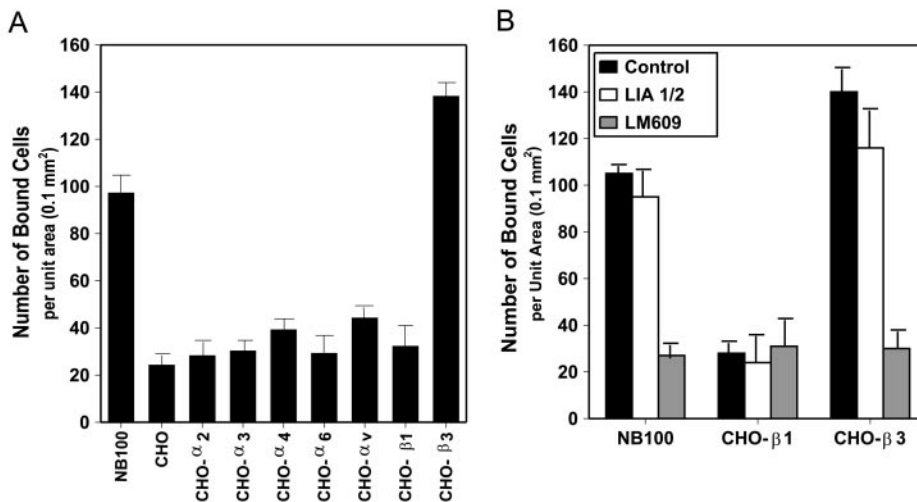 A
Number of Bound Cells
per unit area (0.1 mm²)
160
140
120
100
80
60
40
20
0
NB100
CHO
CHO-α2
CHO-α3
CHO-α4
CHO-α6
CHO-αv
CHO-β1
CHO-β3
B
Number of Bound Cells
per Unit Area (0.1 mm²)
160
140
120
100
80
60
40
20
0
Control
LIA 1/2
LM609
NB100
CHO-β1
CHO-β3